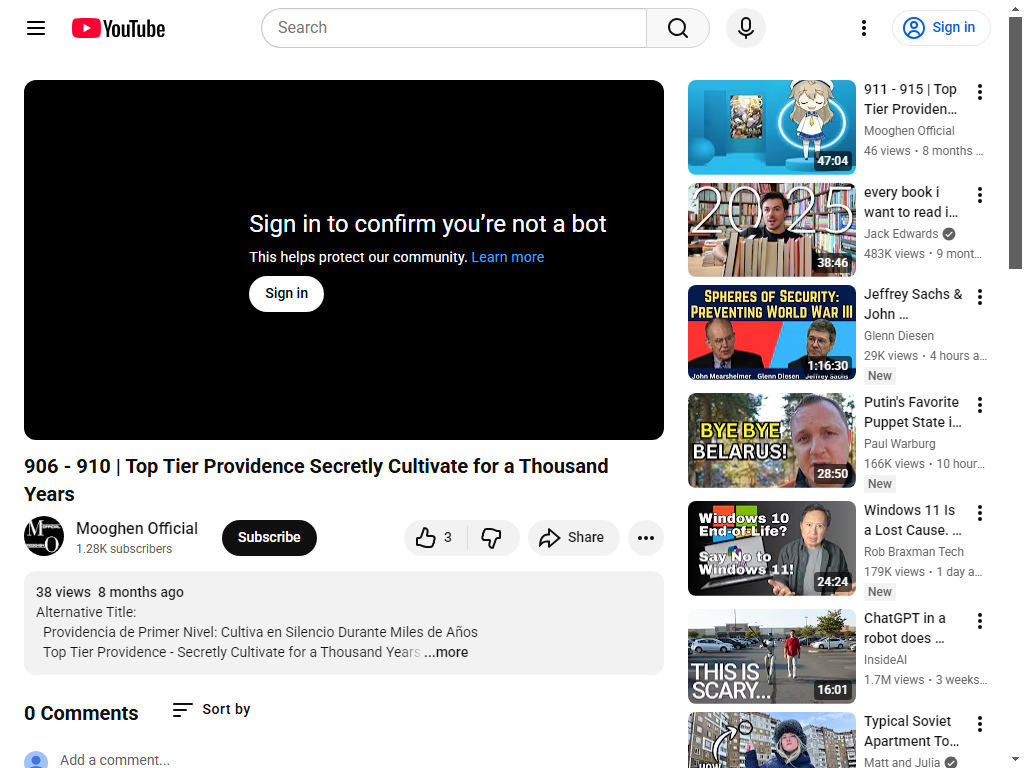 YouTube
Search
Sign in
Sign in to confirm you’re not a bot
This helps protect our community. Learn more
Sign in
906 - 910 | Top Tier Providence Secretly Cultivate for a Thousand
Years
Mooghen Official
1.28K subscribers
Subscribe
3
Share
38 views 8 months ago
Alternative Title:
Providencia de Primer Nivel: Cultiva en Silencio Durante Miles de Años
Top Tier Providence - Secretly Cultivate for a Thousand Years ...more
0 Comments
Sort by
Add a comment...
47:04
911 - 915 | Top
Tier Providen...
Mooghen Official
46 views • 8 months ...
2025
38:46
every book i
want to read i...
Jack Edwards
483K views • 9 mont...
SPHERES OF SECURITY:
PREVENTING WORLD WAR III
John Mearsheimer Glenn Diesen Jeffrey Sachs
1:16:30
Jeffrey Sachs &
John ...
Glenn Diesen
29K views • 4 hours a...
New
BYE BYE
BELARUS!
28:50
Putin's Favorite
Puppet State i...
Paul Warburg
166K views • 10 hour...
New
Windows 10
End-of-Life?
Say No to
Windows 11!
24:24
Windows 11 Is
a Lost Cause. ...
Rob Braxman Tech
179K views • 1 day a...
New
THIS IS
SCARY...
16:01
ChatGPT in a
robot does ...
InsideAI
1.7M views • 3 weeks...
Typical Soviet
Apartment To...
Matt and Julia